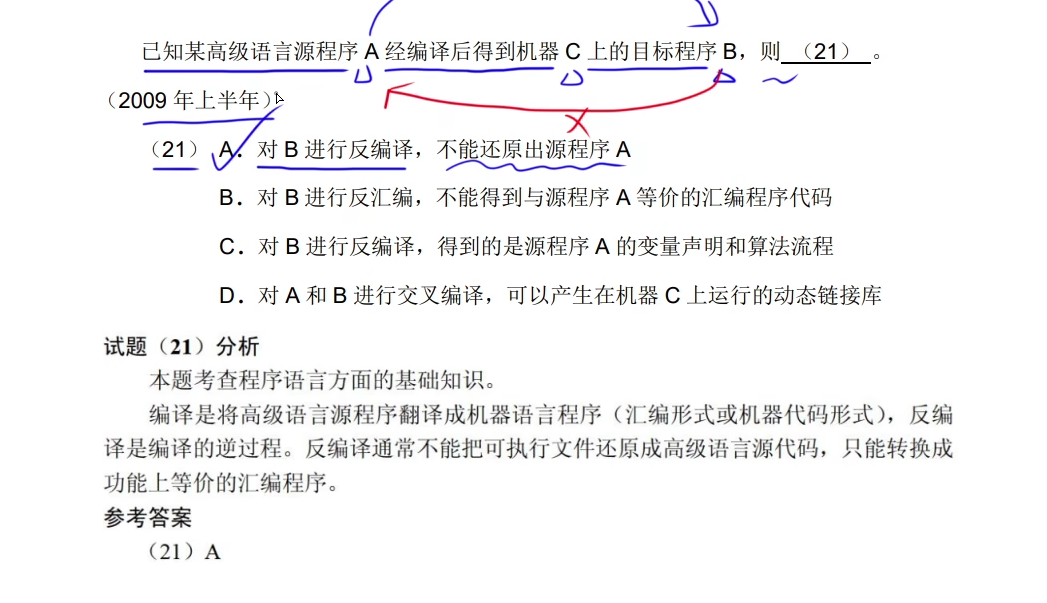 已知某高级语言源程序 A 经编译后得到机器 C 上的目标程序 B，则 （21） 。
（2009 年上半年）
（21） A．对 B 进行反编译，不能还原出源程序 A
B．对 B 进行反汇编，不能得到与源程序 A 等价的汇编程序代码
C．对 B 进行反编译，得到的是源程序 A 的变量声明和算法流程
D．对 A 和 B 进行交叉编译，可以产生在机器 C 上运行的动态链接库
试题（21）分析
本题考查程序语言方面的基础知识。
编译是将高级语言源程序翻译成机器语言程序（汇编形式或机器代码形式），反编
译是编译的逆过程。反编译通常不能把可执行文件还原成高级语言源代码，只能转换成
功能上等价的汇编程序。
参考答案
（21）A